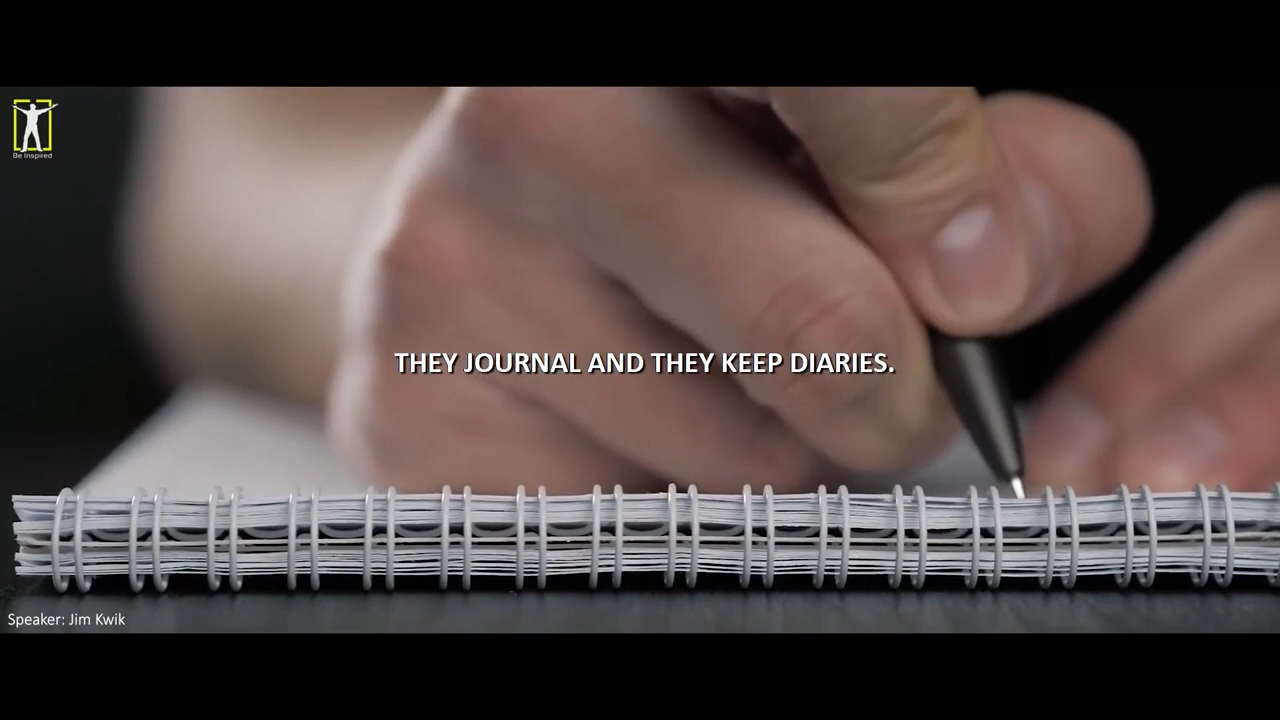 Be Inspired
THEY JOURNAL AND THEY KEEP DIARIES.
Speaker: Jim Kwik